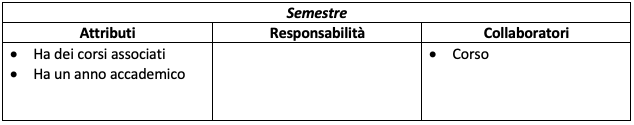 Semestre
Attributi Responsabilità Collaboratori
• Ha dei corsi associati • Corso
• Ha un anno accademico